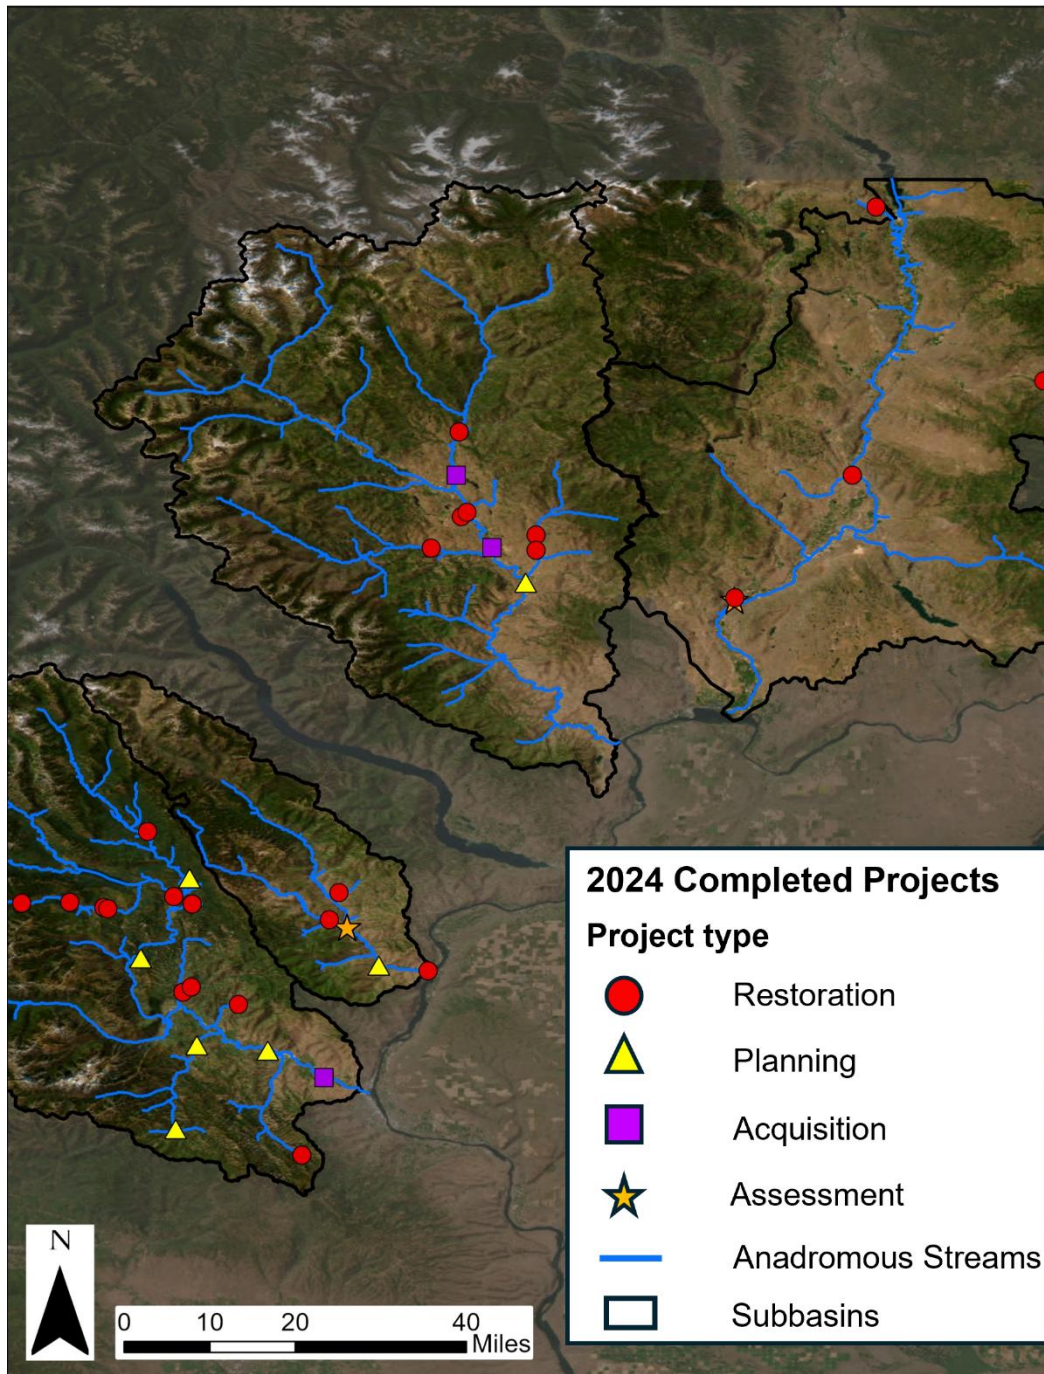 2024 Completed Projects
Project type
Restoration
Planning
Acquisition
Assessment
Anadromous Streams
Subbasins
N
0 10 20 40
Miles